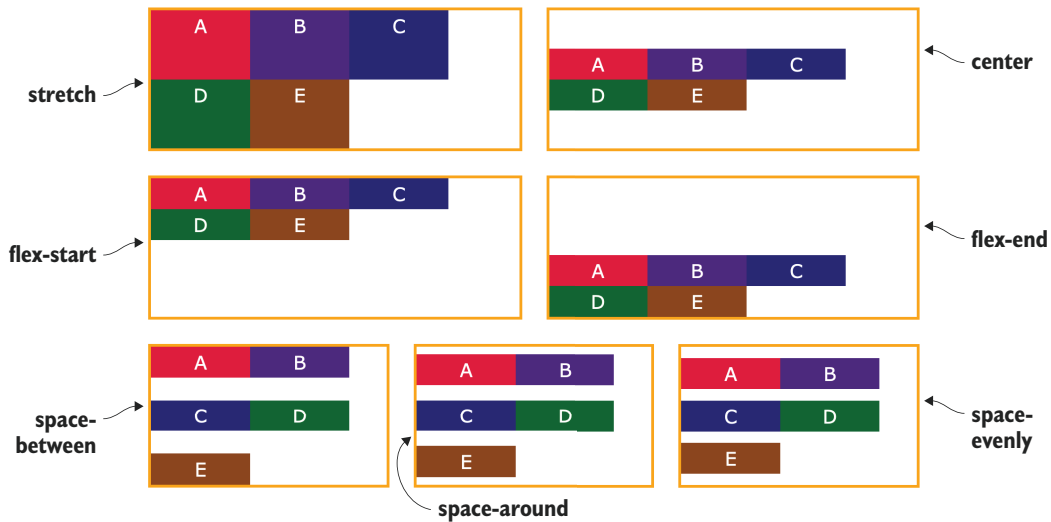 A B C
D E
stretch
A B C
D E
center
A B C
D E
flex-start
A B C
D E
flex-end
A B
C D
E
space-
between
A B
C D
E
space-around
A B
C D
E
space-
evenly